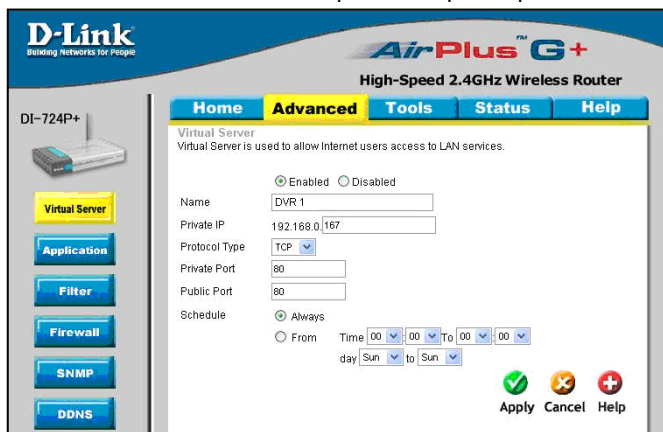 D-Link
Building Networks for People
AirPlus™ G+
High-Speed 2.4GHz Wireless Router
DI-724P+
Home Advanced Tools Status Help
Virtual Server
Virtual Server is used to allow Internet users access to LAN services.
Enabled Disabled
Name DVR 1
Private IP 192.168.0. 167
Protocol Type TCP
Private Port 80
Public Port 80
Schedule Always
From Time 00 : 00 To 00 : 00
day Sun to Sun
Apply Cancel Help
Virtual Server
Application
Filter
Firewall
SNMP
DDNS